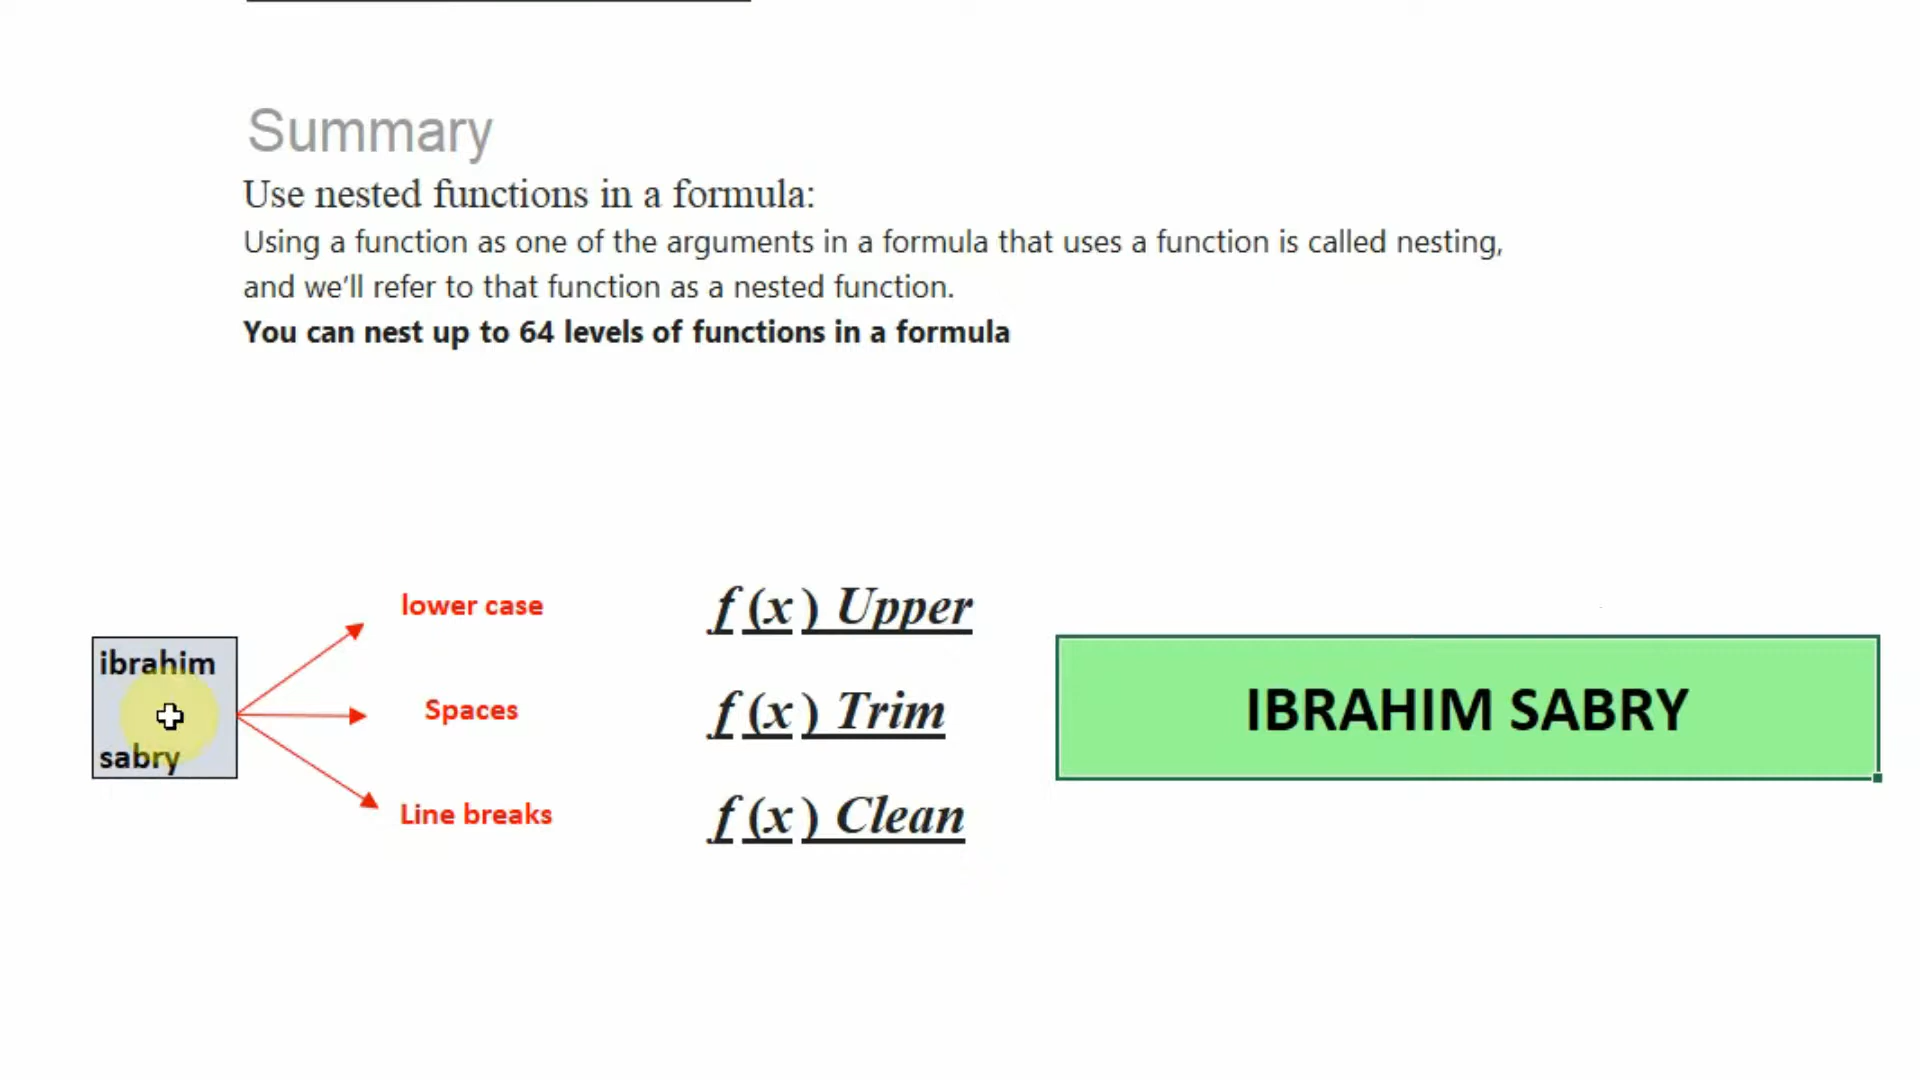 Summary
Use nested functions in a formula:
Using a function as one of the arguments in a formula that uses a function is called nesting,
and we’ll refer to that function as a nested function.
You can nest up to 64 levels of functions in a formula
lower case
f (x) Upper
ibrahim
sabry
Spaces
f (x) Trim
IBRAHIM SABRY
Line breaks
f (x) Clean